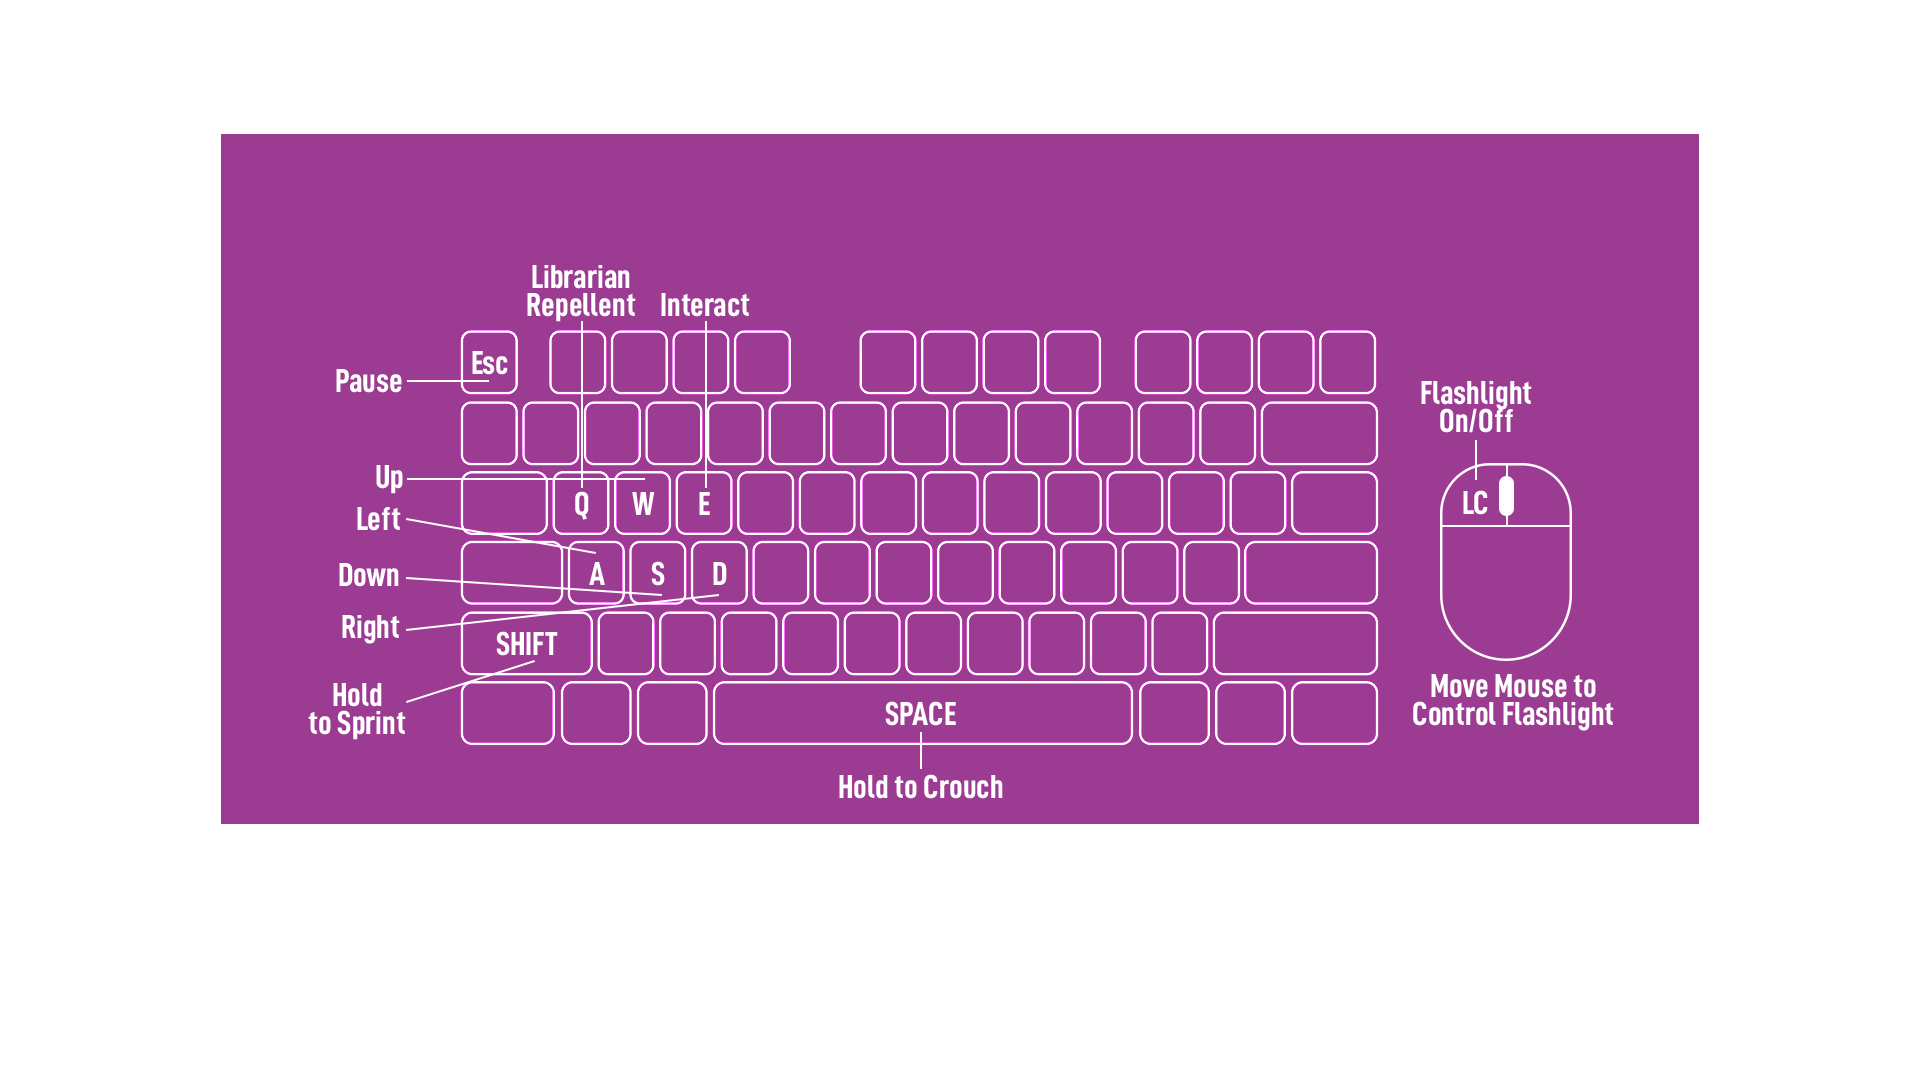 Librarian
Repellent
Interact
Esc
Pause
Flashlight
On/Off
Up
Q
W
E
LC
Left
A
S
D
Down
Right
SHIFT
Hold
to Sprint
SPACE
Move Mouse to
Control Flashlight
Hold to Crouch